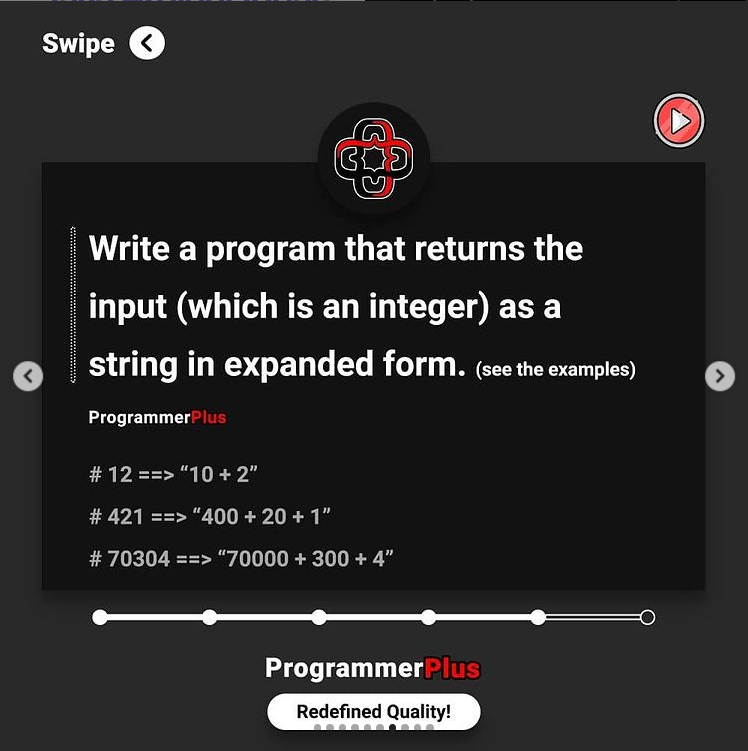 Swipe
Write a program that returns the
input (which is an integer) as a
string in expanded form. (see the examples)
ProgrammerPlus
# 12 ==> “10 + 2”
# 421 ==> “400 + 20 + 1”
# 70304 ==> “70000 + 300 + 4”
ProgrammerPlus
Redefined Quality!